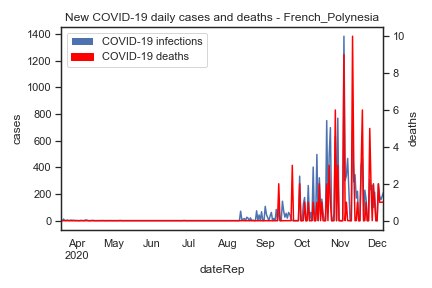 New COVID-19 daily cases and deaths - French_Polynesia
COVID-19 infections
COVID-19 deaths
1400
1200
1000
800
600
400
200
0
cases
10
8
6
4
2
0
deaths
Apr May Jun Jul Aug Sep Oct Nov Dec
2020
dateRep